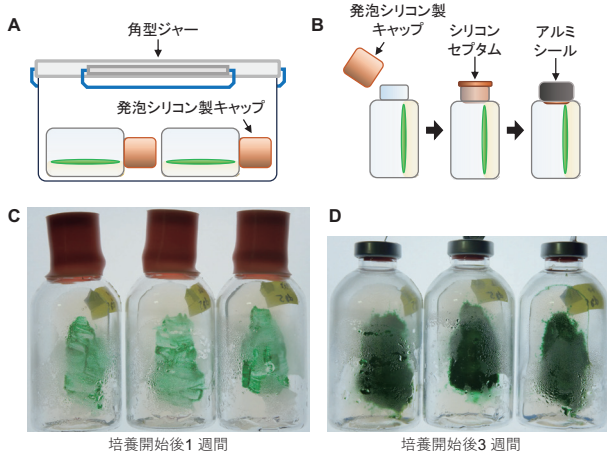 A
角型ジャー
発泡シリコン製キャップ
B
発泡シリコン製
キャップ
シリコン
セプタム
アルミ
シール
C
培養開始後1 週間
D
培養開始後3 週間